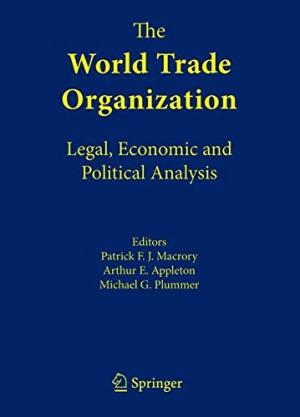 The
World Trade
Organization
Legal, Economic and
Political Analysis
Editors
Patrick F. J. Macrory
Arthur E. Appleton
Michael G. Plummer
Springer